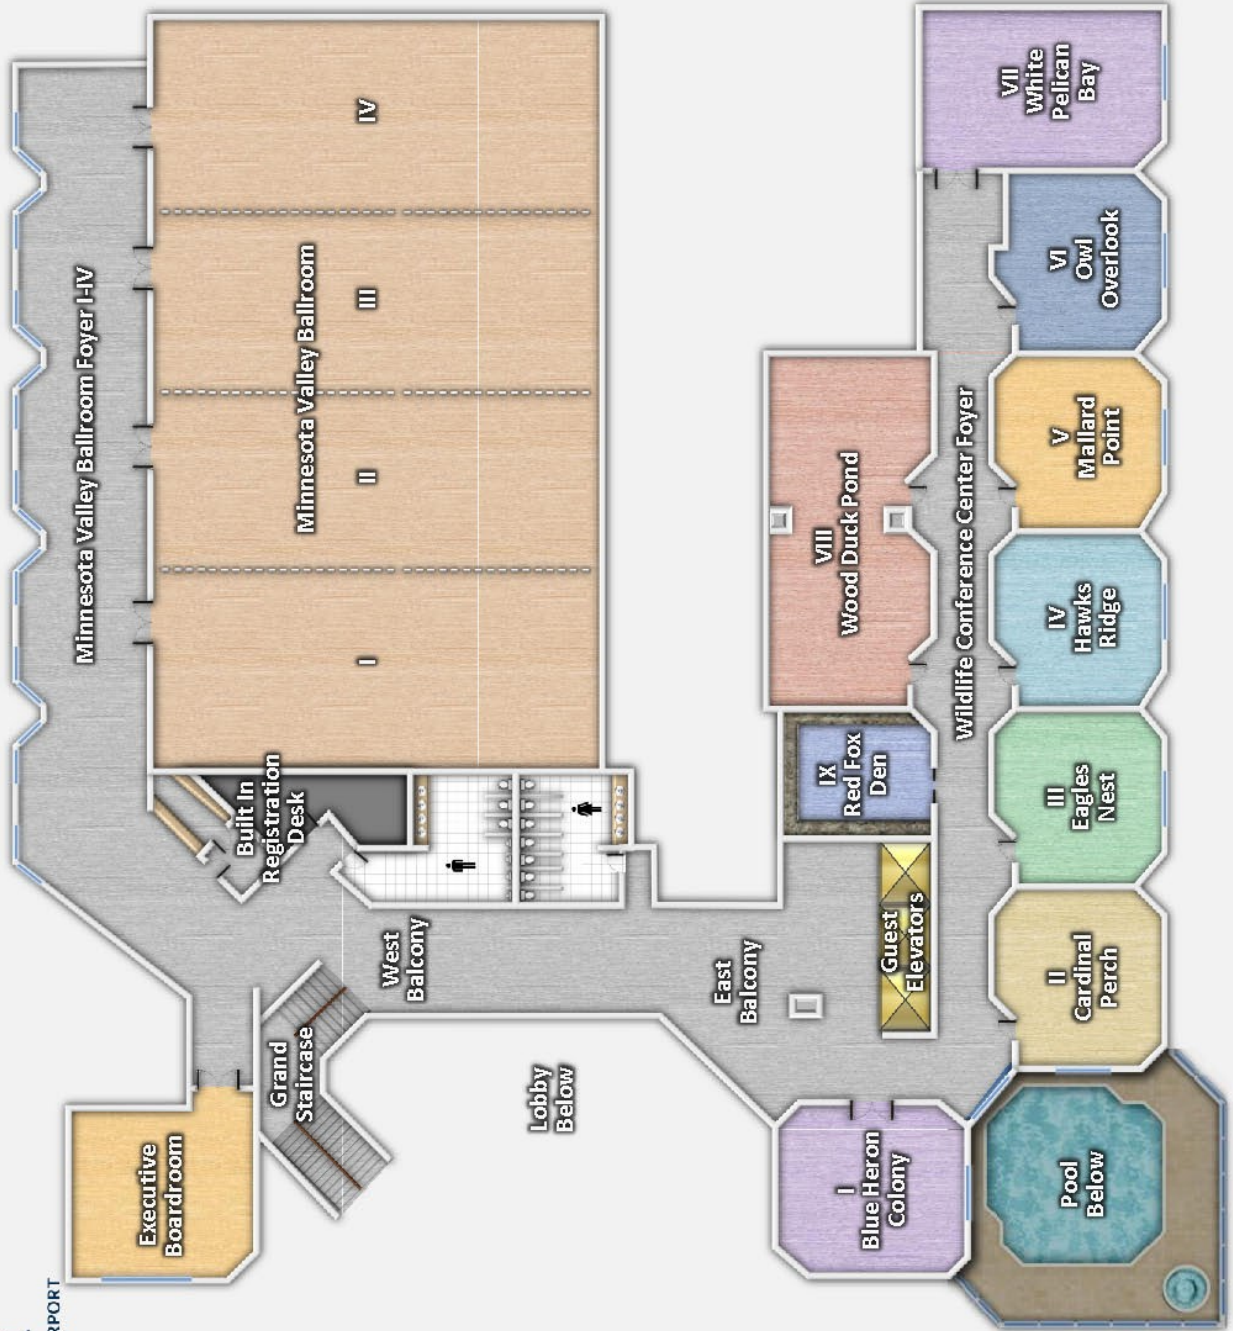 RPORT
Minnesota Valley Ballroom Foyer I-IV
Minnesota Valley Ballroom
I
II
III
IV
Executive
Boardroom
Grand
Staircase
Built In
Registration
Desk
West
Balcony
Lobby
Below
East
Balcony
Guest
Elevators
I
Blue Heron
Colony
Pool
Below
II
Cardinal
Perch
III
Eagles
Nest
IV
Hawks
Ridge
V
Mallard
Point
VI
Owl
Overlook
VII
White
Pelican
Bay
VIII
Wood Duck Pond
IX
Red Fox
Den
Wildlife Conference Center Foyer